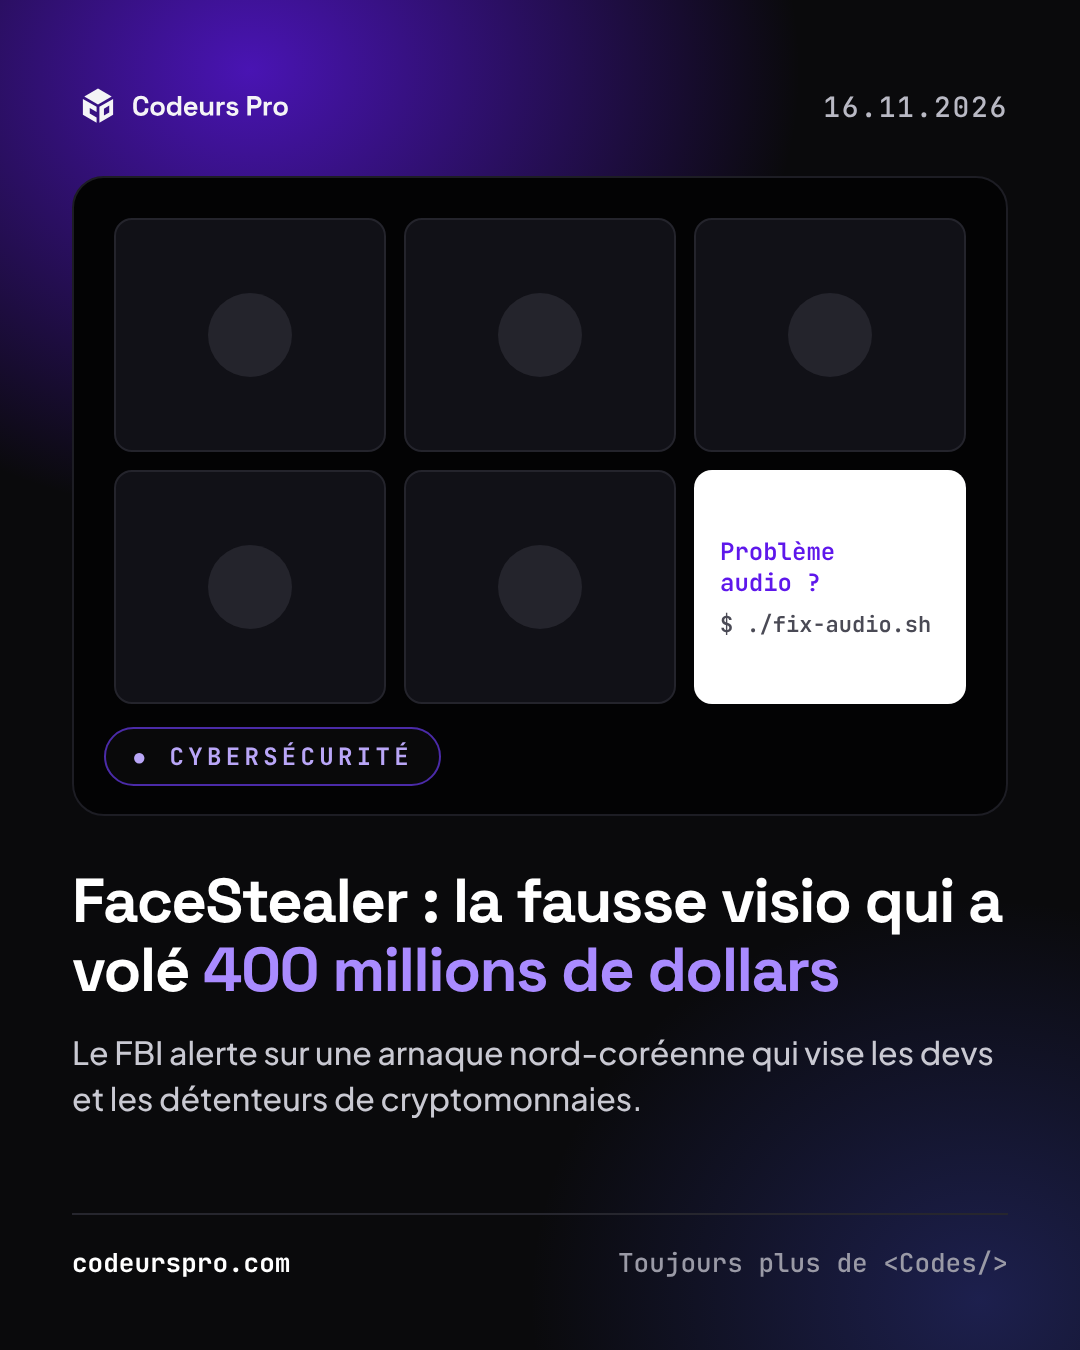 Codeurs Pro
16.11.2026
Problème
audio ?
$ ./fix-audio.sh
CYBERSÉCURITÉ
FaceStealer : la fausse visio qui a
volé 400 millions de dollars
Le FBI alerte sur une arnaque nord-coréenne qui vise les devs
et les détenteurs de cryptomonnaies.
codeurspro.com
Toujours plus de <Codes/>